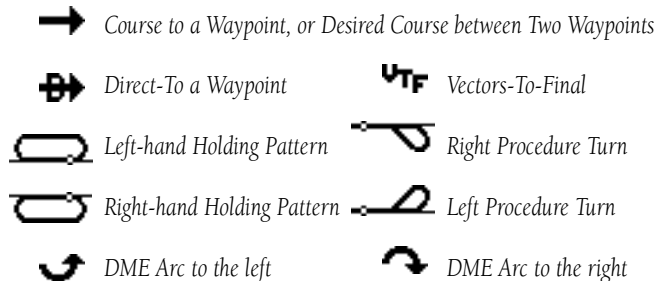 Course to a Waypoint, or Desired Course between Two Waypoints
Direct-To a Waypoint
VTF Vectors-To-Final
Left-hand Holding Pattern
Right Procedure Turn
Right-hand Holding Pattern
Left Procedure Turn
DME Arc to the left
DME Arc to the right